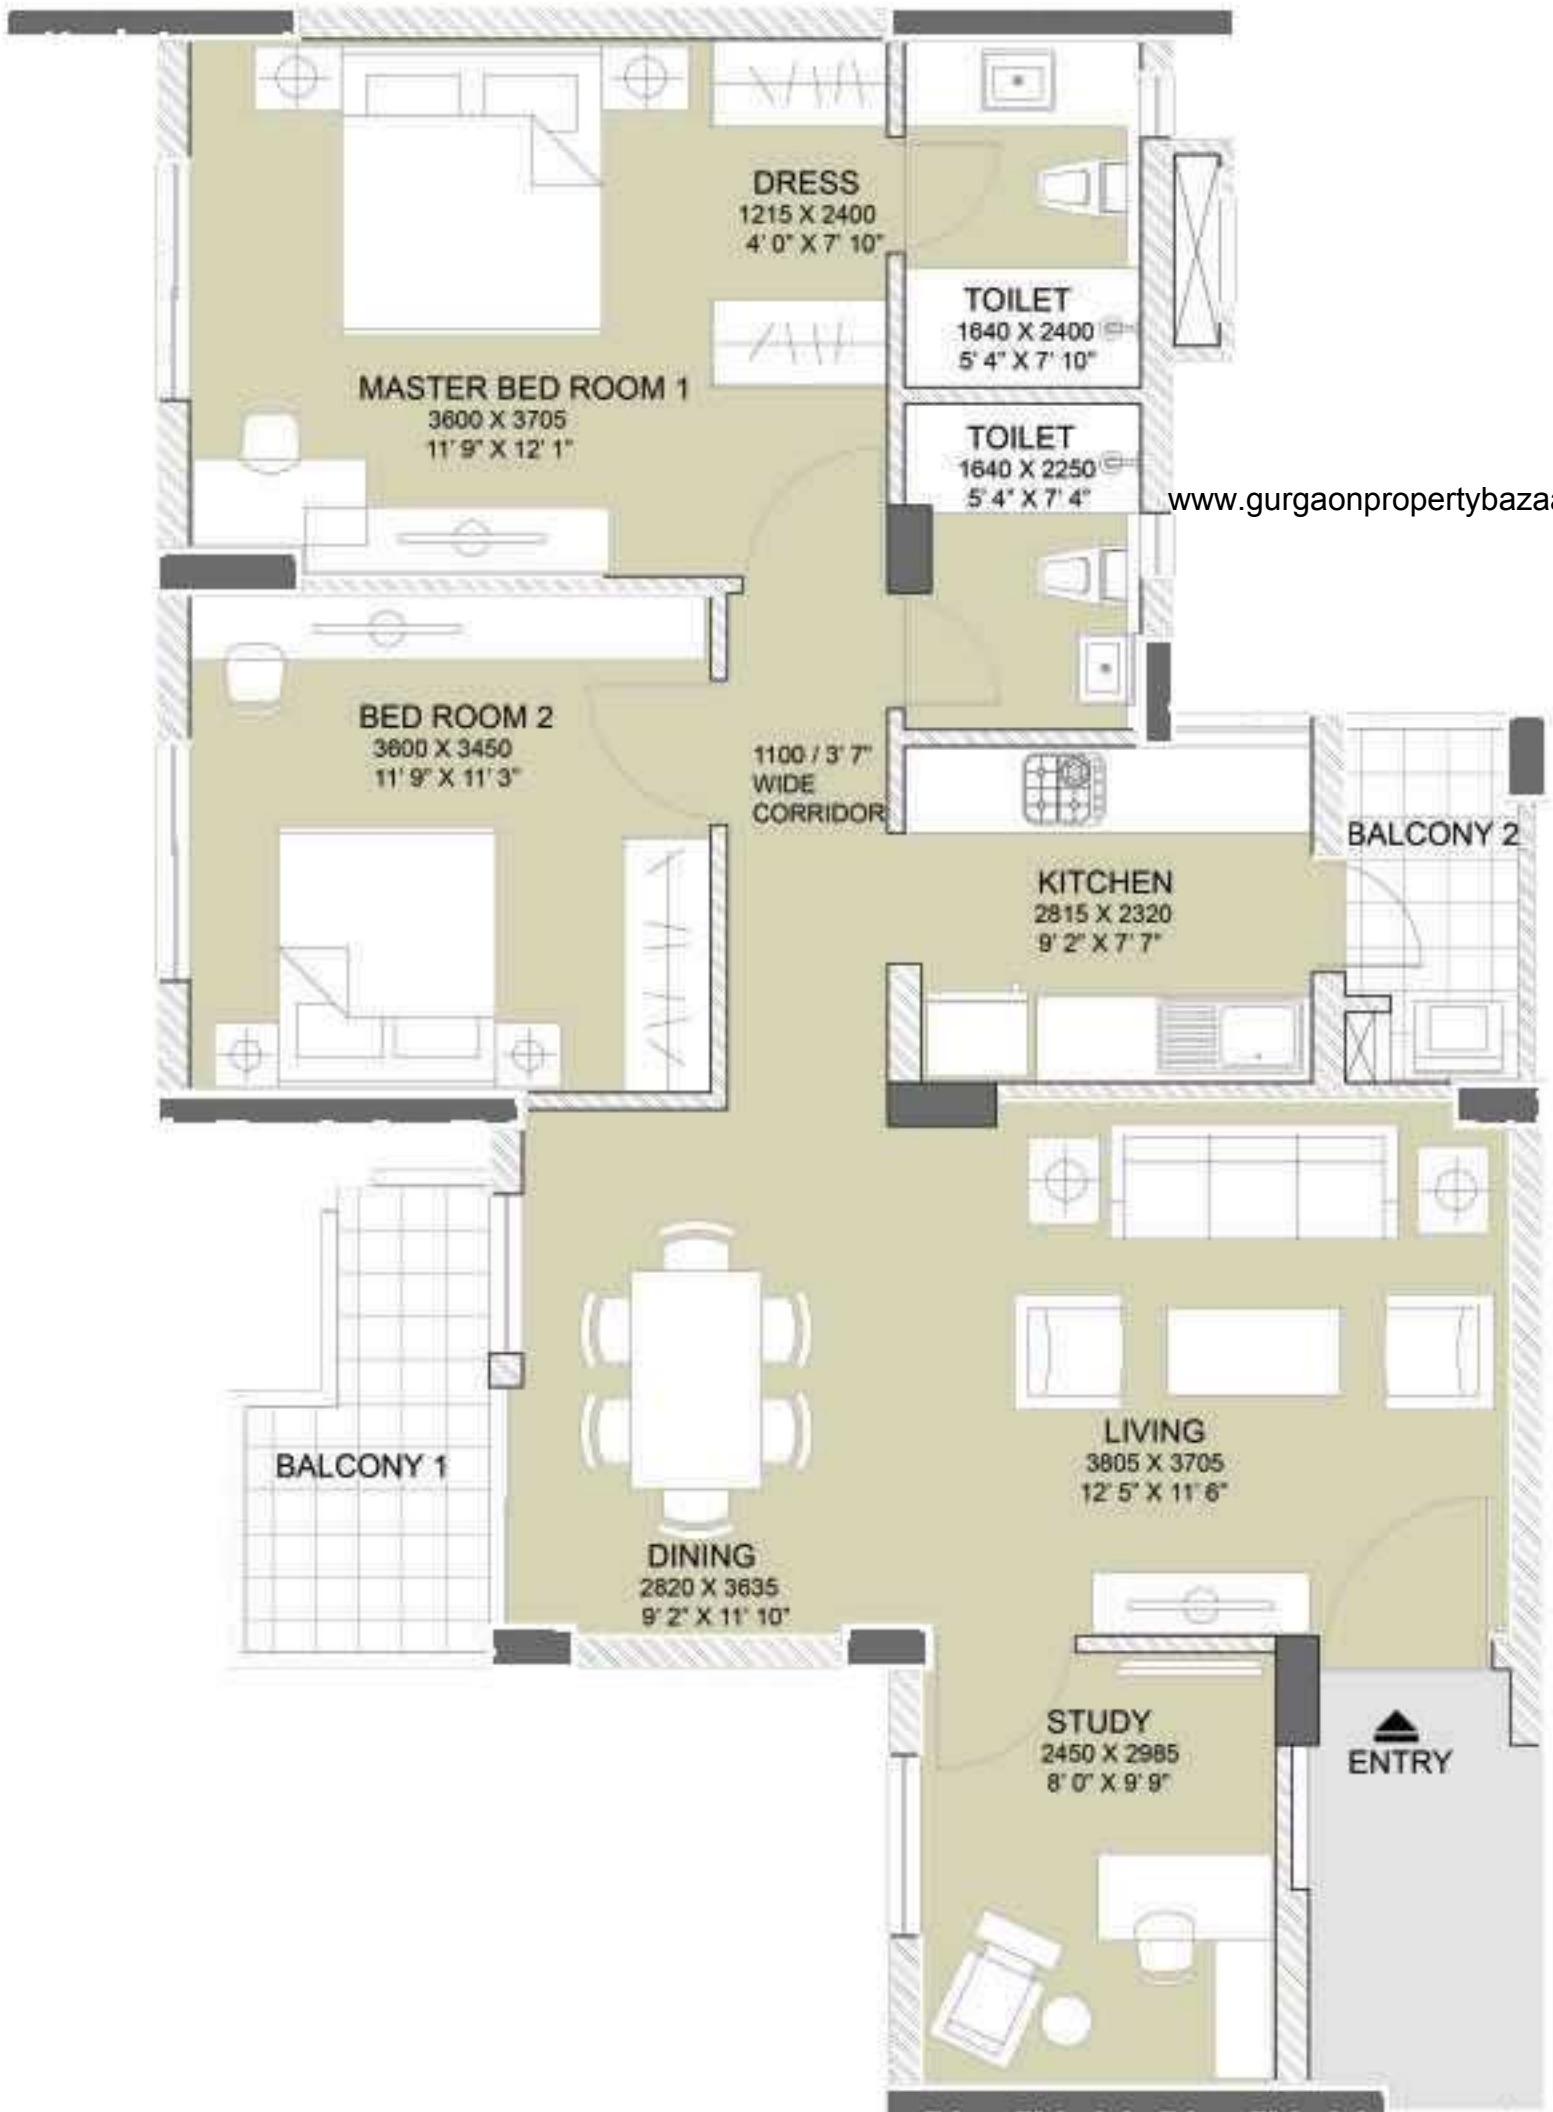 DRESS
1215 X 2400
4' 0" X 7' 10"
TOILET
1640 X 2400
5' 4" X 7' 10"
MASTER BED ROOM 1
3600 X 3705
11' 9" X 12' 1"
TOILET
1640 X 2250
5' 4" X 7' 4"
www.gurgaonpropertybazaa
BED ROOM 2
3600 X 3450
11' 9" X 11' 3"
1100 / 3' 7"
WIDE
CORRIDOR
BALCONY 2
KITCHEN
2815 X 2320
9' 2" X 7' 7"
LIVING
3805 X 3705
12' 5" X 11' 6"
BALCONY 1
DINING
2820 X 3635
9' 2" X 11' 10"
STUDY
2450 X 2985
8' 0" X 9' 9"
ENTRY